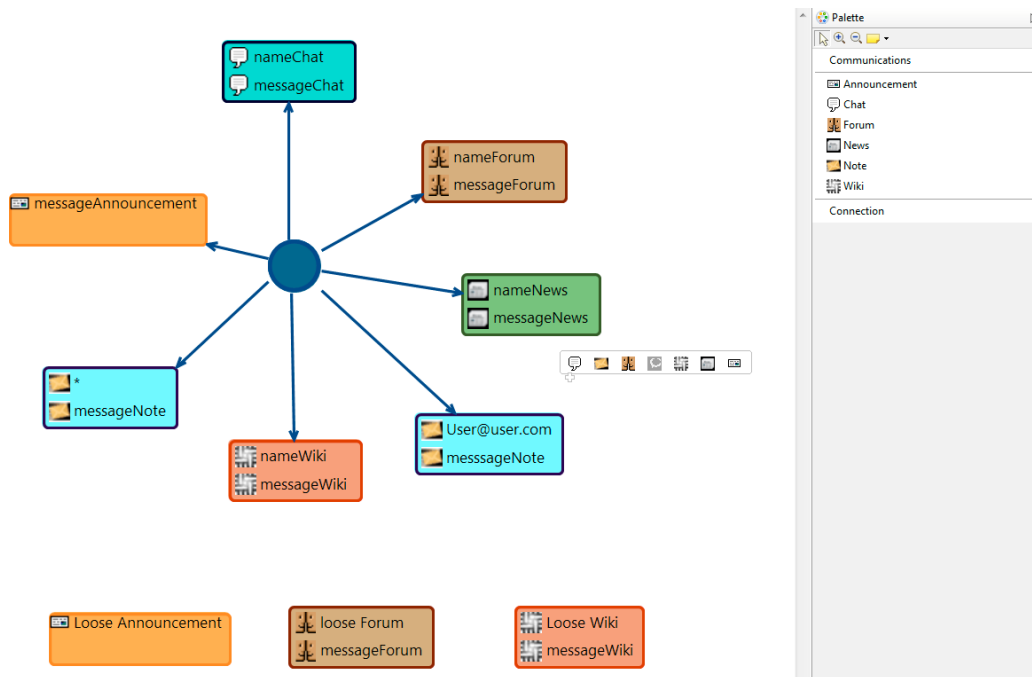 nameChat
messageChat
nameForum
messageForum
messageAnnouncement
nameNews
messageNews
*
messageNote
User@user.com
messsageNote
nameWiki
messageWiki
Loose Announcement
loose Forum
messageForum
Loose Wiki
messageWiki
Palette
Communications
Announcement
Chat
Forum
News
Note
Wiki
Connection